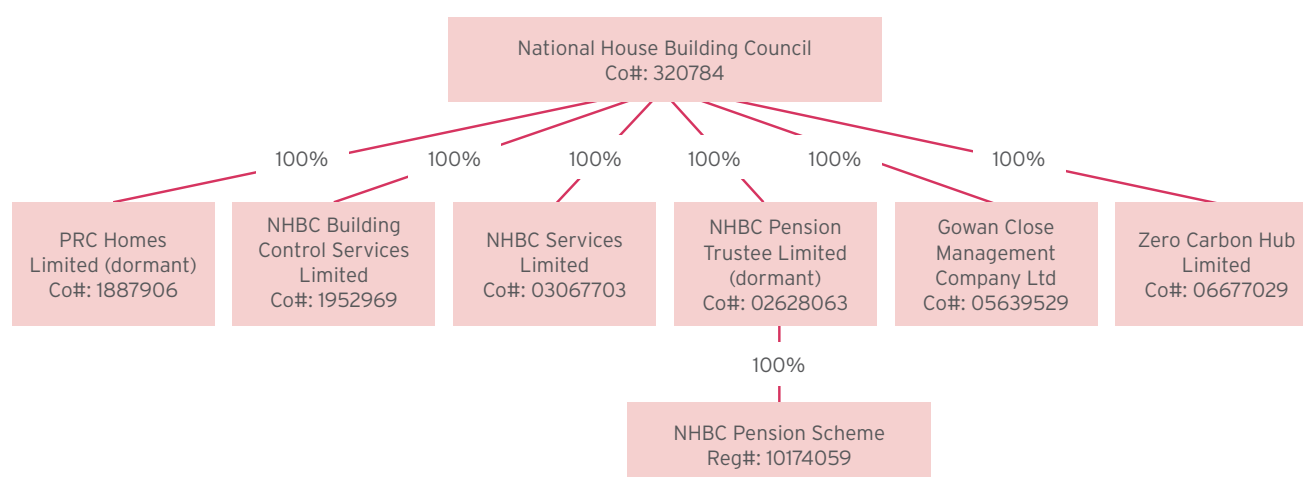 National House Building Council
Co#: 320784
100%
100%
100%
100%
100%
100%
PRC Homes
Limited (dormant)
Co#: 1887906
NHBC Building
Control Services
Limited
Co#: 1952969
NHBC Services
Limited
Co#: 03067703
NHBC Pension
Trustee Limited
(dormant)
Co#: 02628063
Gowan Close
Management
Company Ltd
Co#: 05639529
Zero Carbon Hub
Limited
Co#: 06677029
100%
NHBC Pension Scheme
Reg#: 10174059